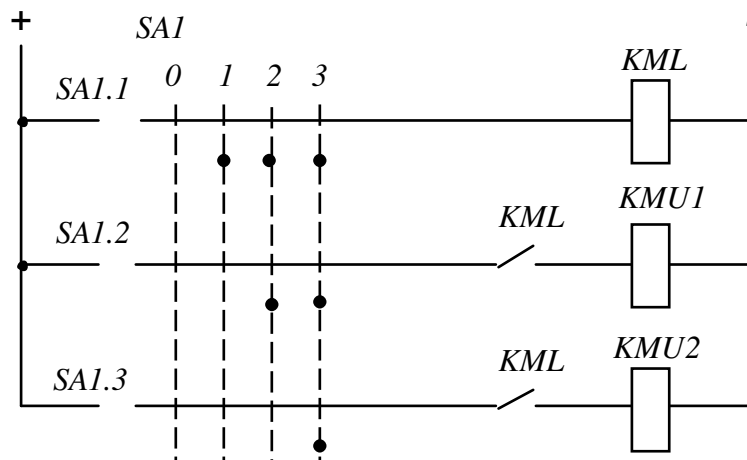 +
SA1
KML
SA1.1 0 1 2 3
SA1.2 KML KMU1
SA1.3 KML KMU2